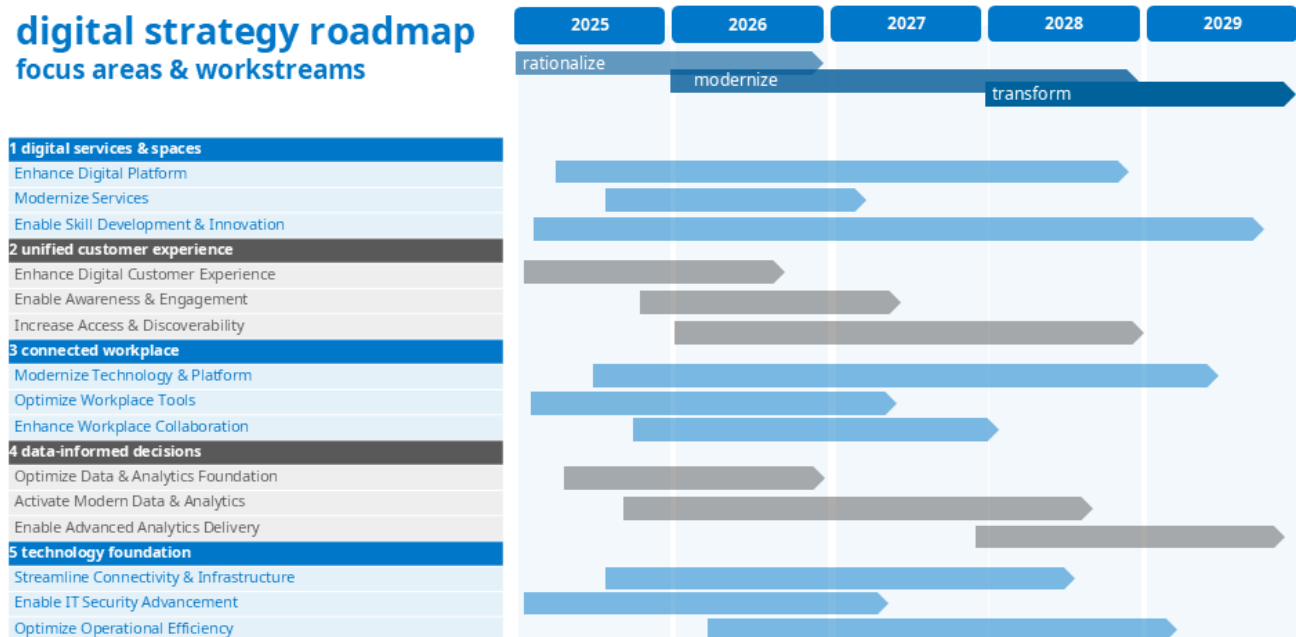 digital strategy roadmap
focus areas & workstreams
2025 2026 2027 2028 2029
rationalize
modernize
transform
1 digital services & spaces
Enhance Digital Platform
Modernize Services
Enable Skill Development & Innovation
2 unified customer experience
Enhance Digital Customer Experience
Enable Awareness & Engagement
Increase Access & Discoverability
3 connected workplace
Modernize Technology & Platform
Optimize Workplace Tools
Enhance Workplace Collaboration
4 data-informed decisions
Optimize Data & Analytics Foundation
Activate Modern Data & Analytics
Enable Advanced Analytics Delivery
5 technology foundation
Streamline Connectivity & Infrastructure
Enable IT Security Advancement
Optimize Operational Efficiency